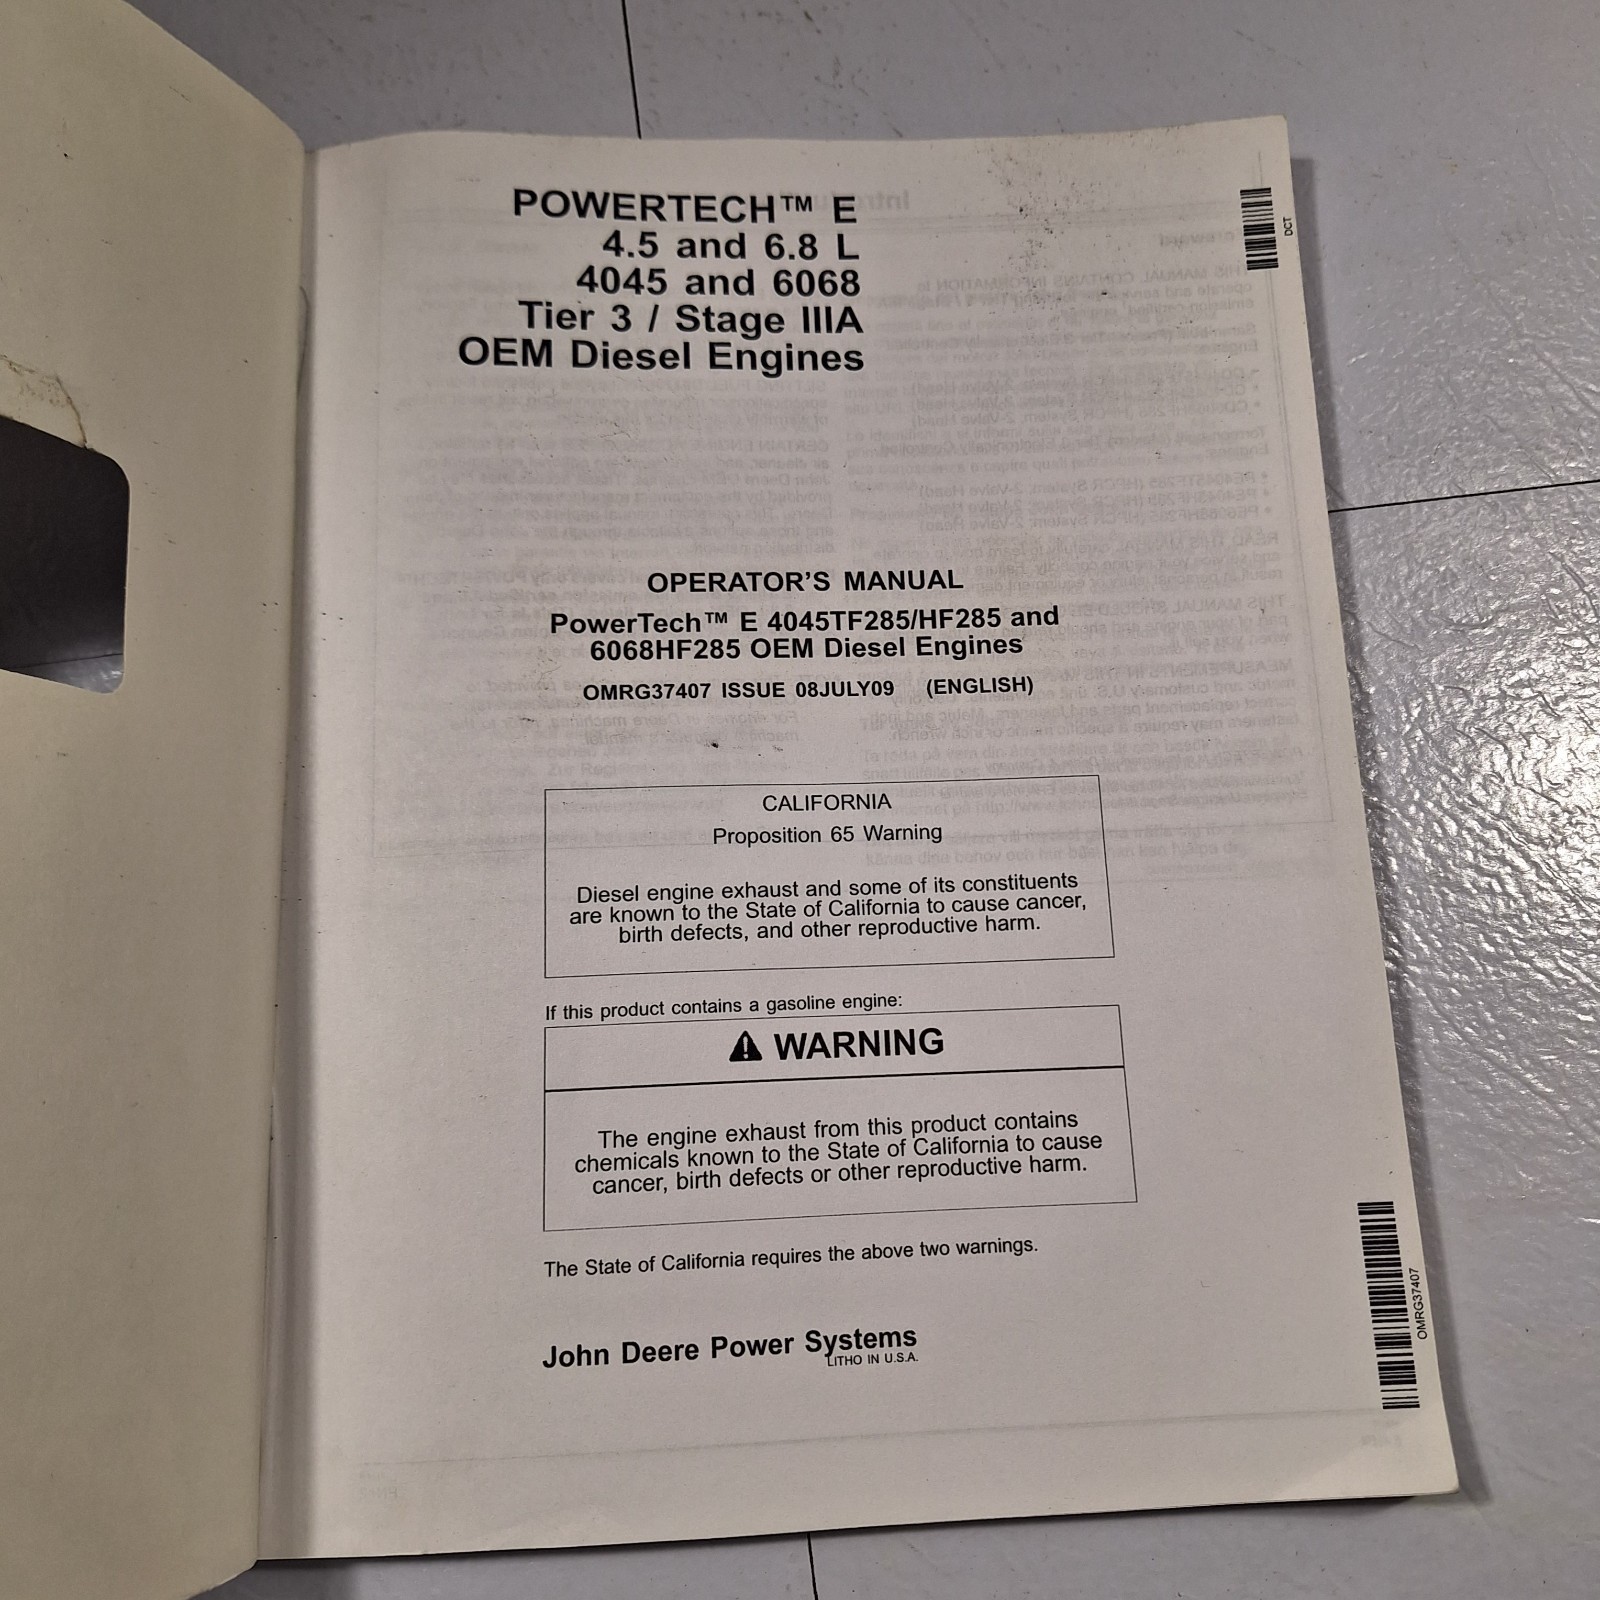 POWERTECH™ E
4.5 and 6.8 L
4045 and 6068
Tier 3 / Stage IIIA
OEM Diesel Engines
DCT
OPERATOR'S MANUAL
PowerTech™ E 4045TF285/HF285 and
6068HF285 OEM Diesel Engines
OMRG37407 ISSUE 08JULY09 (ENGLISH)
CALIFORNIA
Proposition 65 Warning
Diesel engine exhaust and some of its constituents
are known to the State of California to cause cancer,
birth defects, and other reproductive harm.
If this product contains a gasoline engine:
WARNING
The engine exhaust from this product contains
chemicals known to the State of California to cause
cancer, birth defects or other reproductive harm.
The State of California requires the above two warnings.
John Deere Power Systems
LITHO IN U.S.A.
OMRG37407